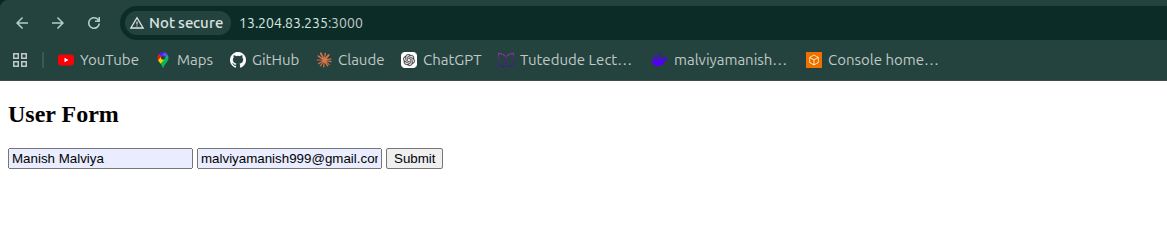 Not secure 13.204.83.235:3000
YouTube Maps GitHub Claude ChatGPT Tutedude Lect... malviyamanish... Console home...
User Form
Manish Malviya malviyamanish999@gmail.cor Submit